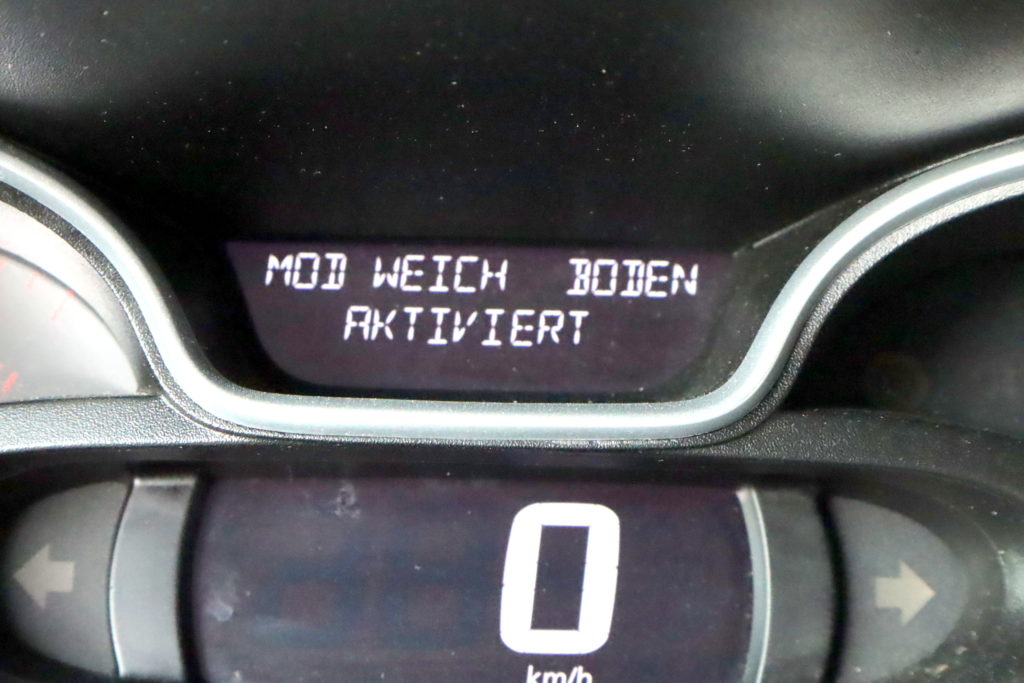 MOD WEICH BODEN
AKTIVIERT
0
km/h